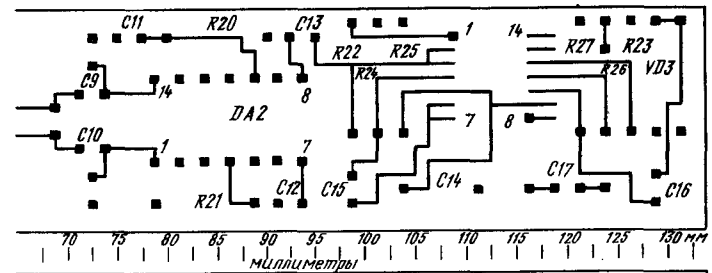 C11 R20 C13 1 14
R22 R25 R27 R23
C9 R24 R26 VD3
14 8
DA2
C10 7 8
1 7
R21 C12 C15 C14 C17 C16
70 75 80 85 90 95 100 105 110 115 120 125 130 мм
миллиметры